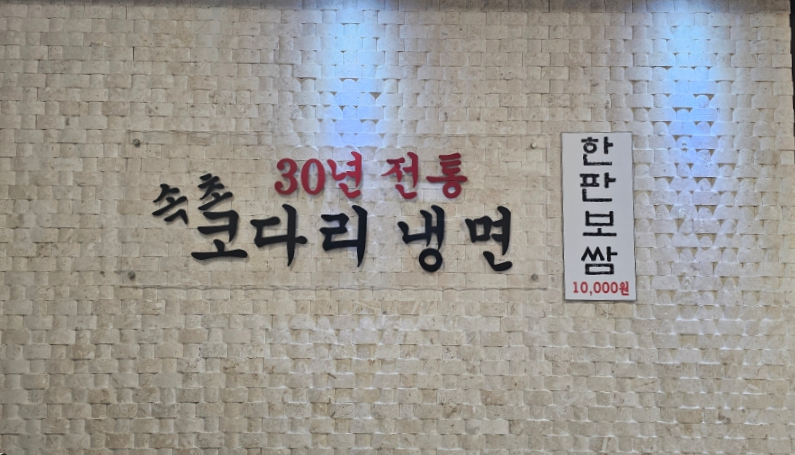 30년 전통
속초
코다리 냉면
한판보쌈
10,000원